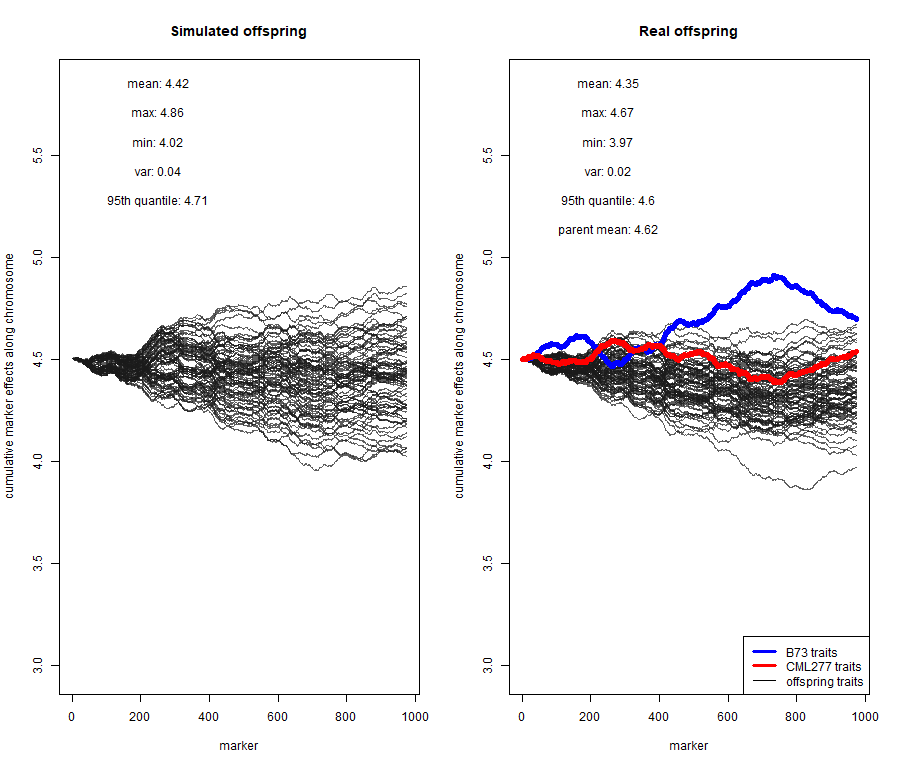 Simulated offspring
mean: 4.42
max: 4.86
min: 4.02
var: 0.04
95th quantile: 4.71
cumulative marker effects along chromosome
5.5
5.0
4.5
4.0
3.5
3.0
0 200 400 600 800 1000
marker
Real offspring
mean: 4.35
max: 4.67
min: 3.97
var: 0.02
95th quantile: 4.6
parent mean: 4.62
cumulative marker effects along chromosome
5.5
5.0
4.5
4.0
3.5
3.0
B73 traits
CML277 traits
offspring traits
0 200 400 600 800 1000
marker